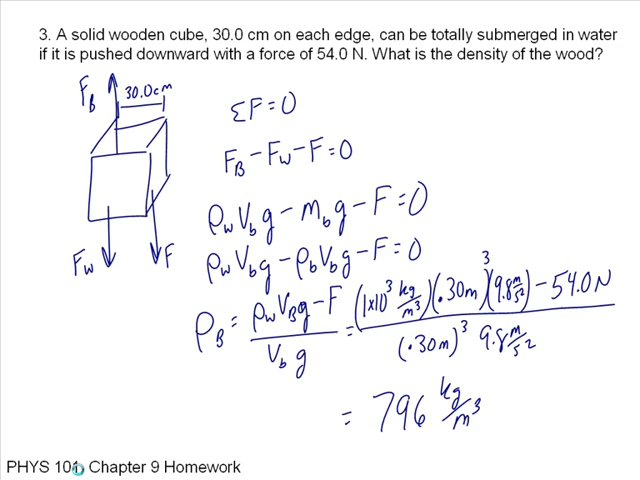 3. A solid wooden cube, 30.0 cm on each edge, can be totally submerged in water
if it is pushed downward with a force of 54.0 N. What is the density of the wood?
F_B 30.0cm
ΣF=0
F_B - F_w - F = 0
ρ_w V_b g - m_b g - F = 0
F_w F
ρ_w V_b g - ρ_b V_b g - F = 0
ρ_B = (ρ_w V_B g - F)/(V_b g) = ((1x10^3 kg/m^3)(.30m)^3(9.8 m/s^2) - 54.0N)/((.30m)^3 9.8 m/s^2)
= 796 kg/m^3
PHYS 101, Chapter 9 Homework